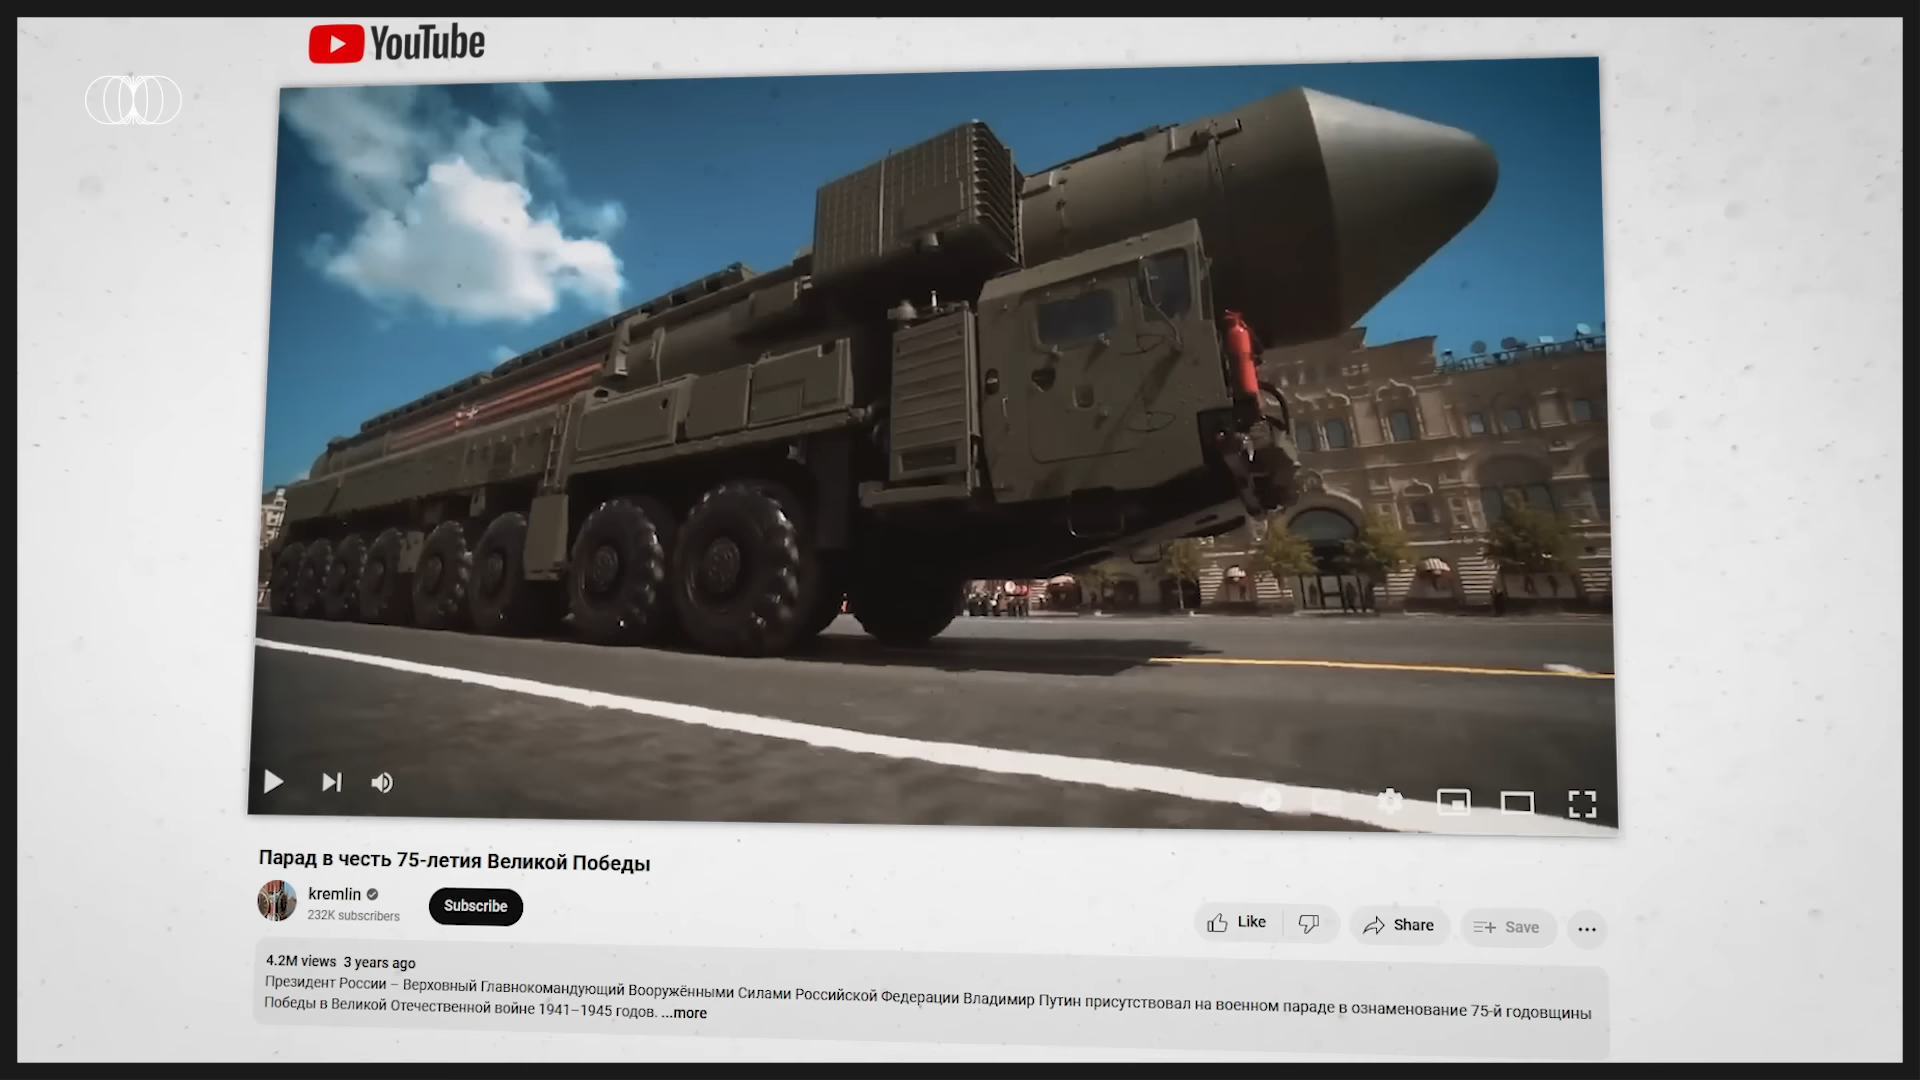 YouTube
Парад в честь 75-летия Великой Победы
kremlin
232K subscribers
Subscribe
Like
Share
Save
4.2M views 3 years ago
Президент России – Верховный Главнокомандующий Вооружёнными Силами Российской Федерации Владимир Путин присутствовал на военном параде в ознаменование 75-й годовщины
Победы в Великой Отечественной войне 1941–1945 годов. ...more